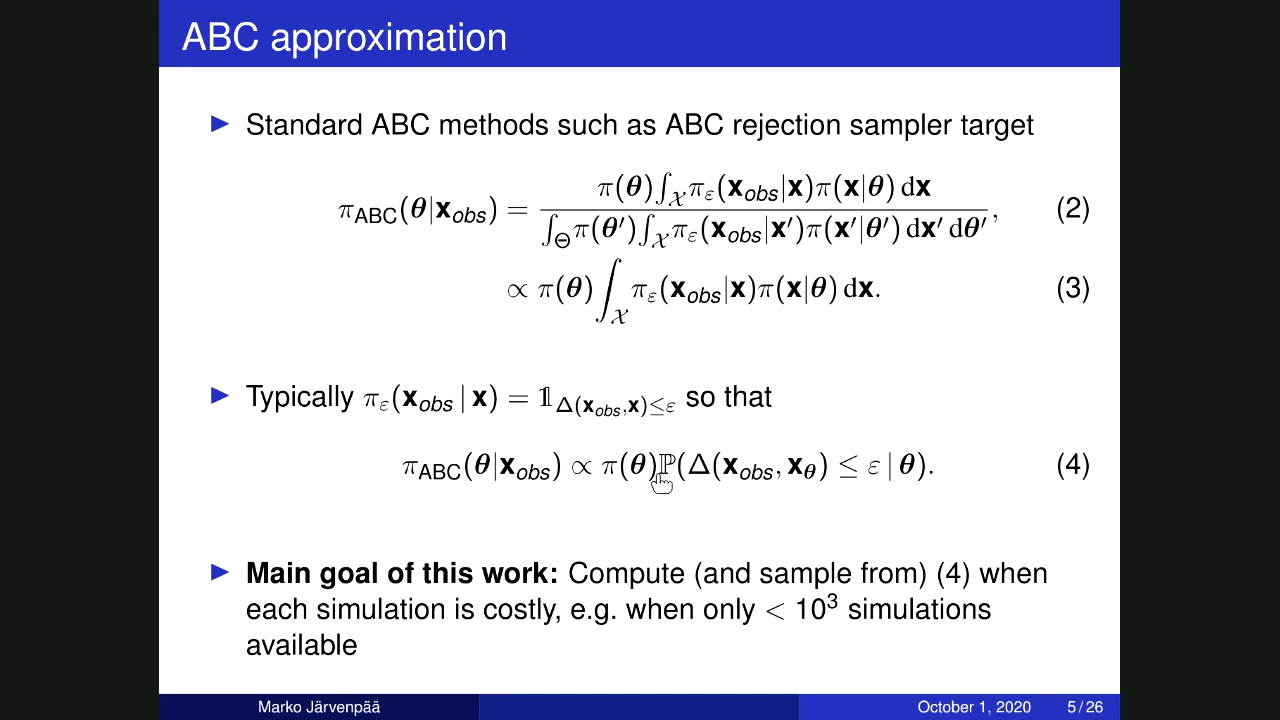 ABC approximation
▶ Standard ABC methods such as ABC rejection sampler target
π_ABC(θ|x_obs) = π(θ)∫_𝒳 π_ε(x_obs|x)π(x|θ) dx / ∫_Θ π(θ′)∫_𝒳 π_ε(x_obs|x′)π(x′|θ′) dx′ dθ′, (2)
∝ π(θ)∫_𝒳 π_ε(x_obs|x)π(x|θ) dx. (3)
▶ Typically π_ε(x_obs | x) = 𝟙_Δ(x_obs,x)≤ε so that
π_ABC(θ|x_obs) ∝ π(θ)ℙ(Δ(x_obs, x_θ) ≤ ε | θ). (4)
▶ Main goal of this work: Compute (and sample from) (4) when
each simulation is costly, e.g. when only < 10³ simulations
available
Marko Järvenpää October 1, 2020 5 / 26